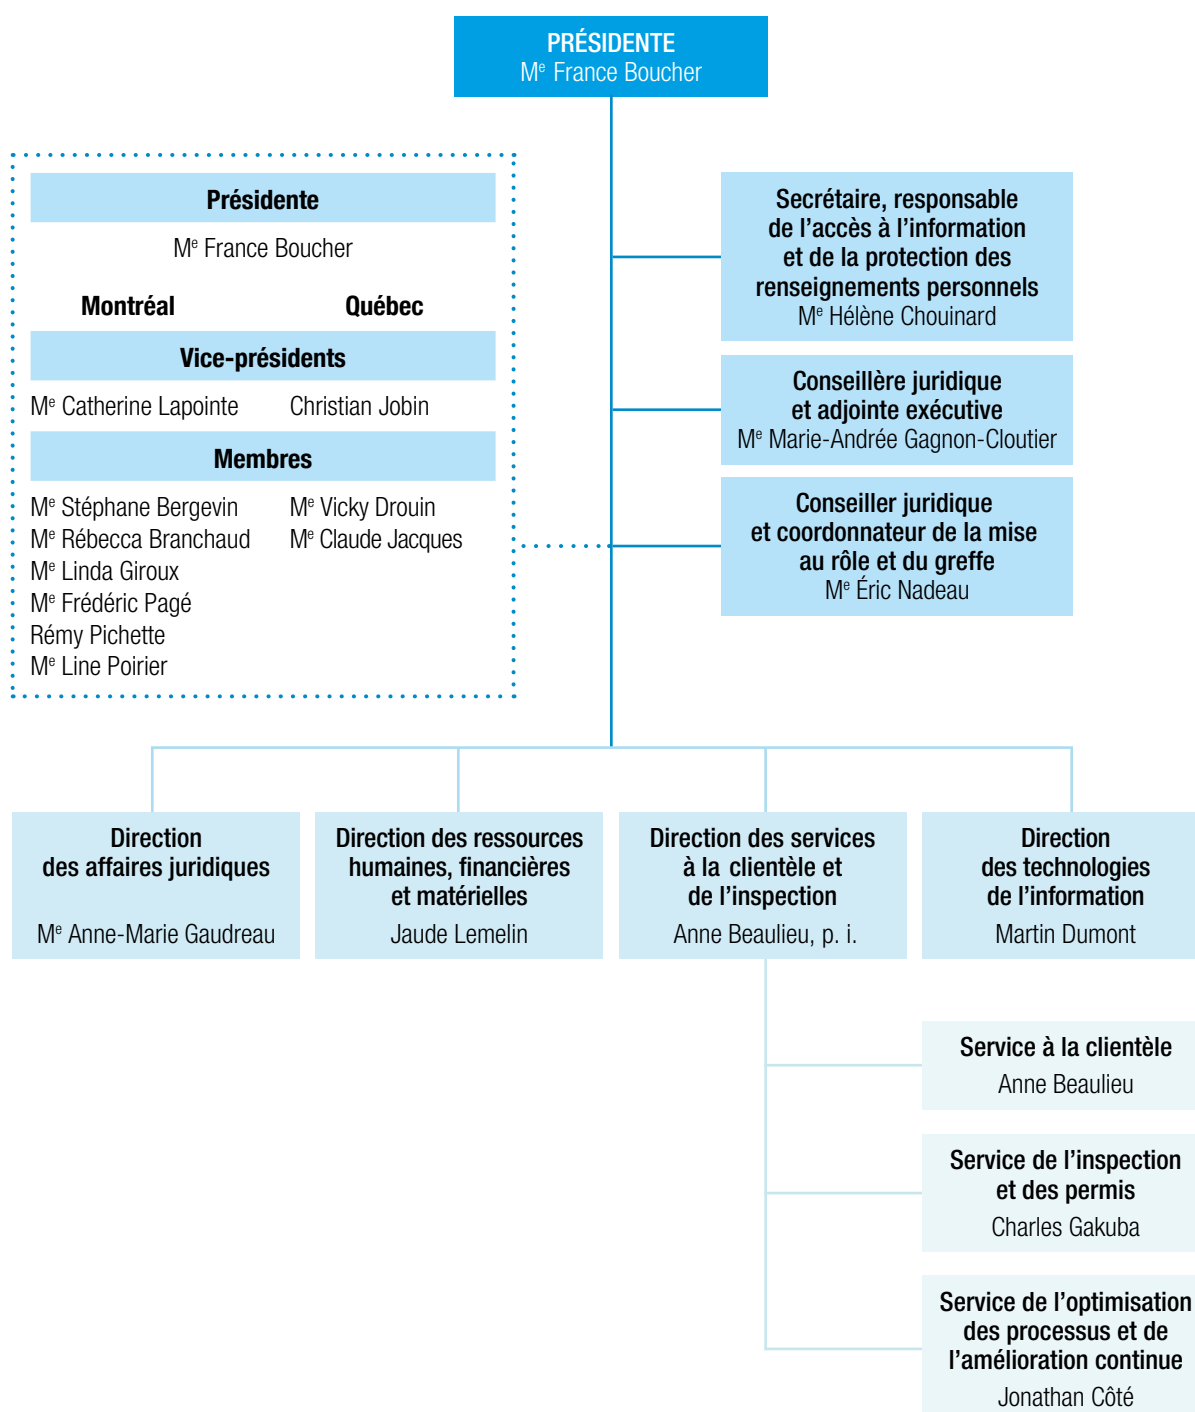 PRÉSIDENTE
Mᵉ France Boucher
Présidente
Mᵉ France Boucher
Montréal Québec
Vice-présidents
Mᵉ Catherine Lapointe Christian Jobin
Membres
Mᵉ Stéphane Bergevin Mᵉ Vicky Drouin
Mᵉ Rébecca Branchaud Mᵉ Claude Jacques
Mᵉ Linda Giroux
Mᵉ Frédéric Pagé
Rémy Pichette
Mᵉ Line Poirier
Secrétaire, responsable
de l’accès à l’information
et de la protection des
renseignements personnels
Mᵉ Hélène Chouinard
Conseillère juridique
et adjointe exécutive
Mᵉ Marie-Andrée Gagnon-Cloutier
Conseiller juridique
et coordonnateur de la mise
au rôle et du greffe
Mᵉ Éric Nadeau
Direction
des affaires juridiques
Mᵉ Anne-Marie Gaudreau
Direction des ressources
humaines, financières
et matérielles
Jaude Lemelin
Direction des services
à la clientèle et
de l’inspection
Anne Beaulieu, p. i.
Direction
des technologies
de l’information
Martin Dumont
Service à la clientèle
Anne Beaulieu
Service de l’inspection
et des permis
Charles Gakuba
Service de l’optimisation
des processus et de
l’amélioration continue
Jonathan Côté